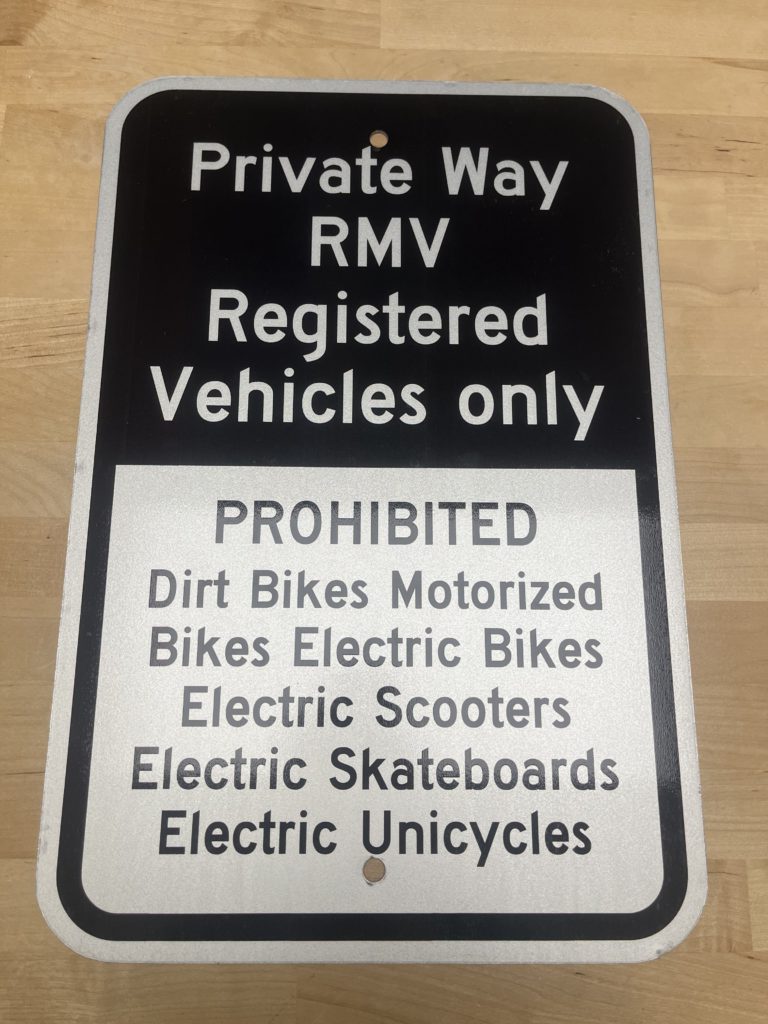 Private Way
RMV
Registered
Vehicles only
PROHIBITED
Dirt Bikes Motorized
Bikes Electric Bikes
Electric Scooters
Electric Skateboards
Electric Unicycles